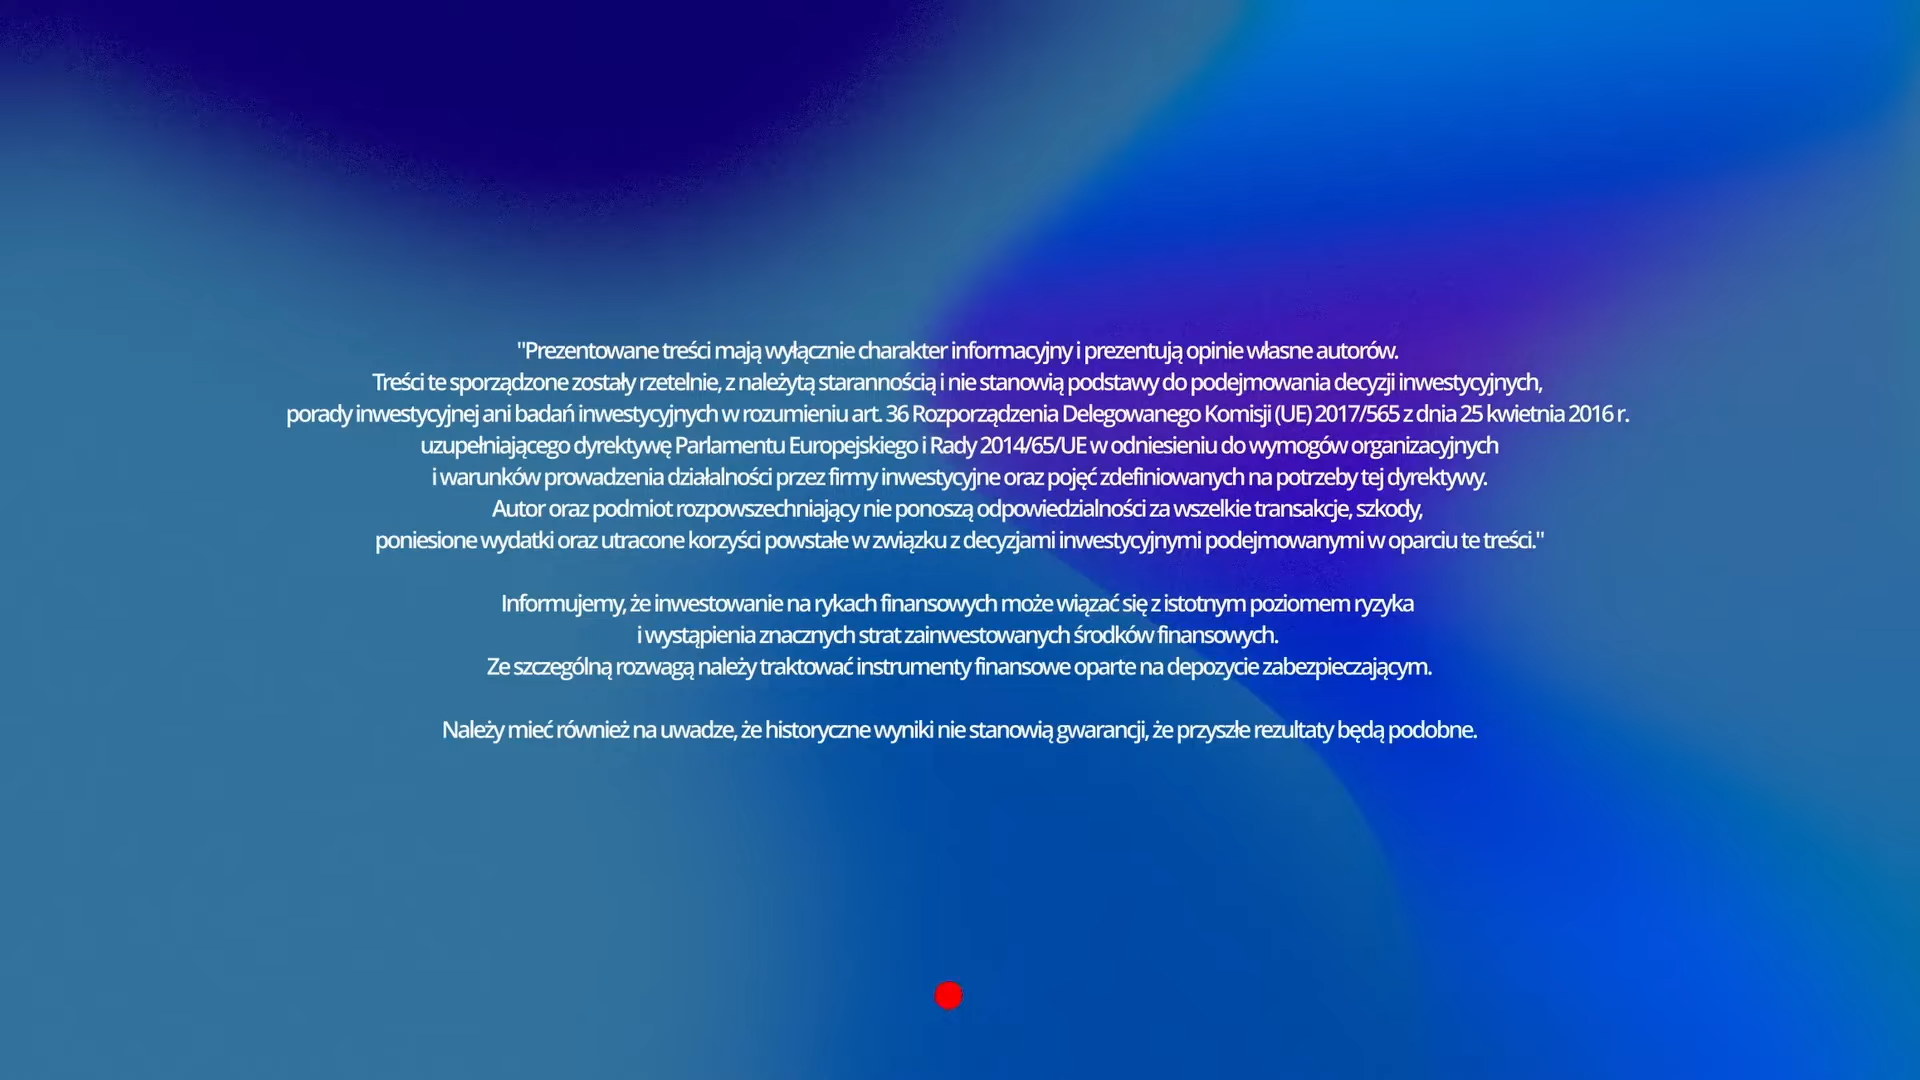 "Prezentowane treści mają wyłącznie charakter informacyjny i prezentują opinie własne autorów.
Treści te sporządzone zostały rzetelnie, z należytą starannością i nie stanowią podstawy do podejmowania decyzji inwestycyjnych,
porady inwestycyjnej ani badań inwestycyjnych w rozumieniu art. 36 Rozporządzenia Delegowanego Komisji (UE) 2017/565 z dnia 25 kwietnia 2016 r.
uzupełniającego dyrektywę Parlamentu Europejskiego i Rady 2014/65/UE w odniesieniu do wymogów organizacyjnych
i warunków prowadzenia działalności przez firmy inwestycyjne oraz pojęć zdefiniowanych na potrzeby tej dyrektywy.
Autor oraz podmiot rozpowszechniający nie ponoszą odpowiedzialności za wszelkie transakcje, szkody,
poniesione wydatki oraz utracone korzyści powstałe w związku z decyzjami inwestycyjnymi podejmowanymi w oparciu te treści."
Informujemy, że inwestowanie na rykach finansowych może wiązać się z istotnym poziomem ryzyka
i wystąpienia znacznych strat zainwestowanych środków finansowych.
Ze szczególną rozwagą należy traktować instrumenty finansowe oparte na depozycie zabezpieczającym.
Należy mieć również na uwadze, że historyczne wyniki nie stanowią gwarancji, że przyszłe rezultaty będą podobne.